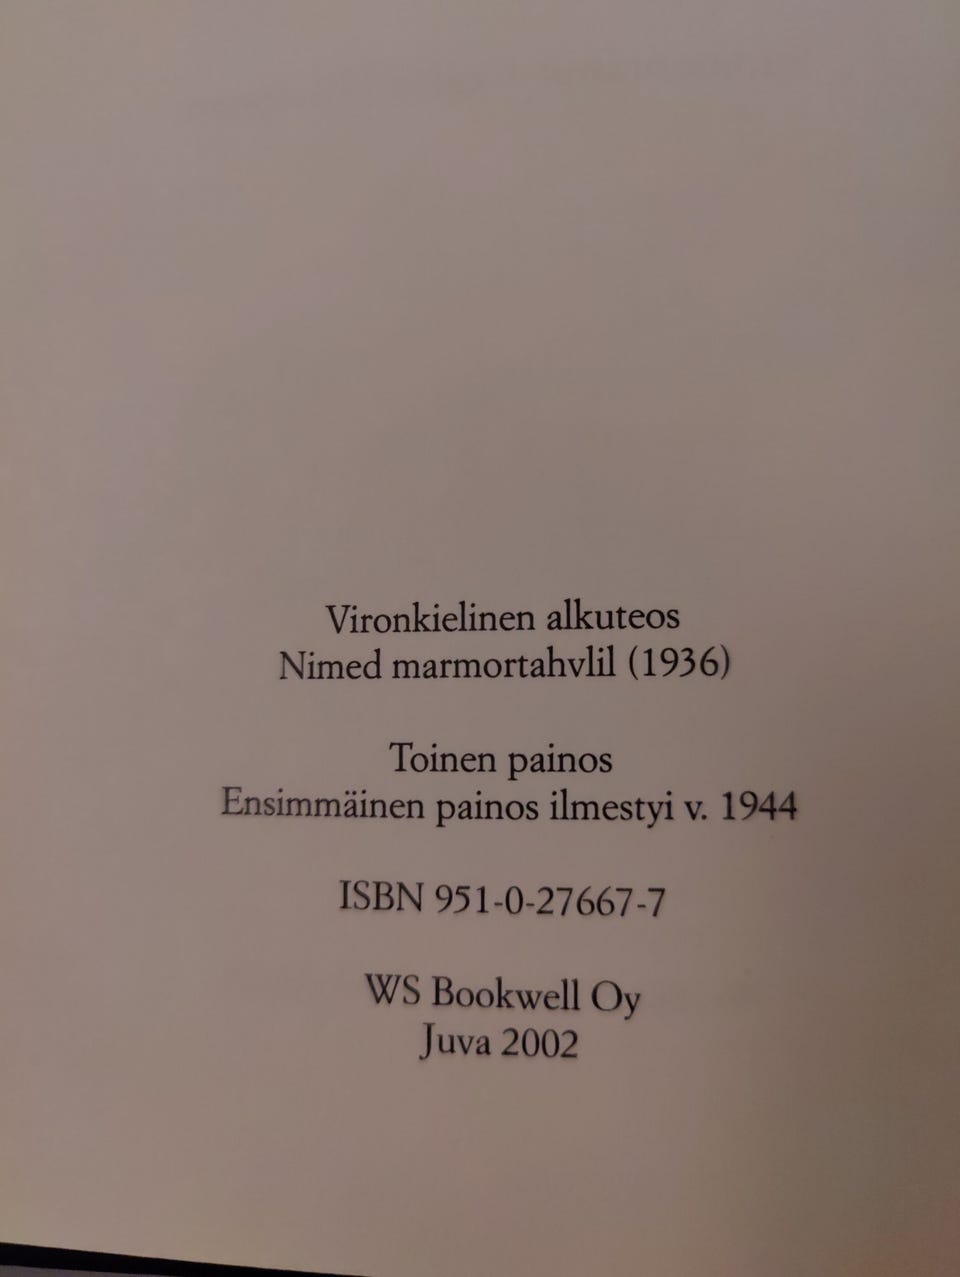 Vironkielinen alkuteos
Nimed marmortahvlil (1936)
Toinen painos
Ensimmäinen painos ilmestyi v. 1944
ISBN 951-0-27667-7
WS Bookwell Oy
Juva 2002